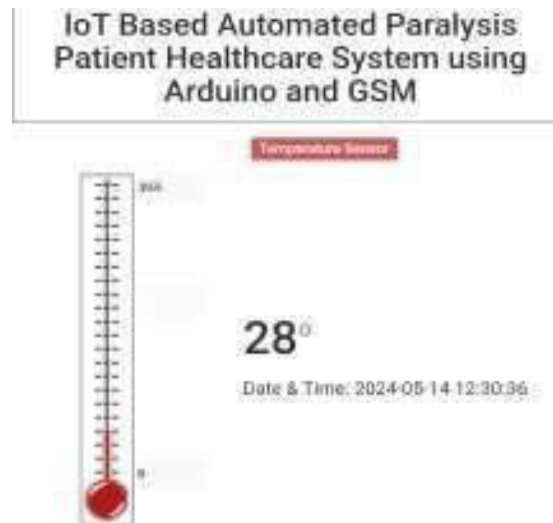 IoT Based Automated Paralysis
Patient Healthcare System using
Arduino and GSM
Temperature Sensor
28°
Date & Time: 2024-05-14 12:30:36
0